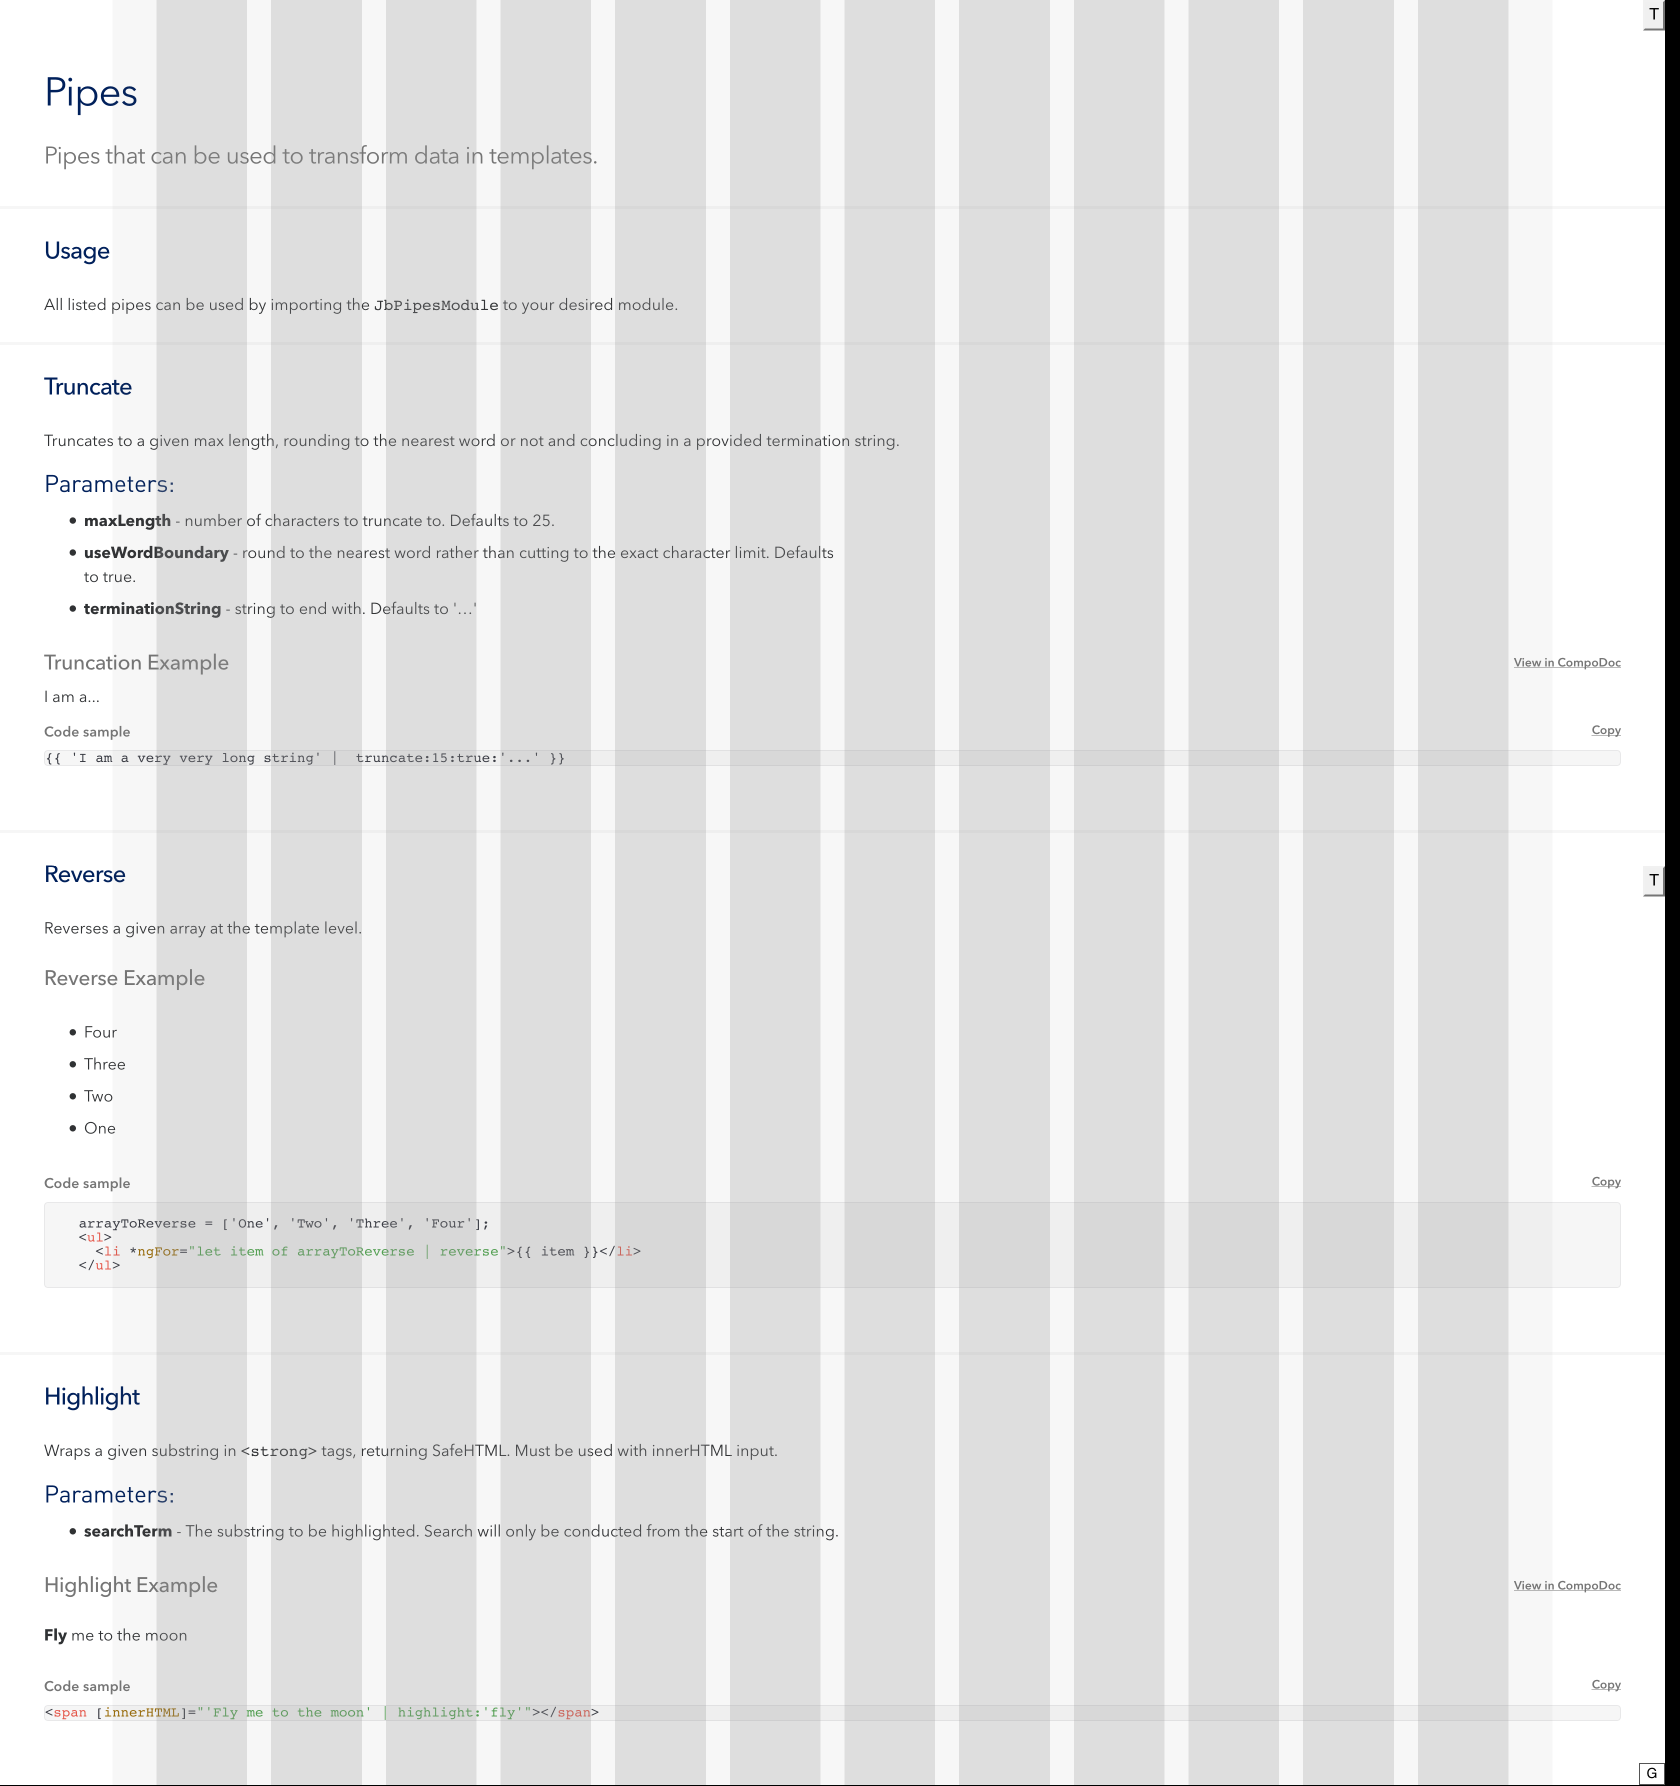 T
Pipes
Pipes that can be used to transform data in templates.
Usage
All listed pipes can be used by importing the JbPipesModule to your desired module.
Truncate
Truncates to a given max length, rounding to the nearest word or not and concluding in a provided termination string.
Parameters:
• maxLength - number of characters to truncate to. Defaults to 25.
• useWordBoundary - round to the nearest word rather than cutting to the exact character limit. Defaults
to true.
• terminationString - string to end with. Defaults to '...'
Truncation Example View in CompoDoc
I am a...
Code sample Copy
{{ 'I am a very very long string' |  truncate:15:true:'...' }}
Reverse
T
Reverses a given array at the template level.
Reverse Example
• Four
• Three
• Two
• One
Code sample Copy
arrayToReverse = ['One', 'Two', 'Three', 'Four'];
<ul>
  <li *ngFor="let item of arrayToReverse | reverse">{{ item }}</li>
</ul>
Highlight
Wraps a given substring in <strong> tags, returning SafeHTML. Must be used with innerHTML input.
Parameters:
• searchTerm - The substring to be highlighted. Search will only be conducted from the start of the string.
Highlight Example View in CompoDoc
Fly me to the moon
Code sample Copy
<span [innerHTML]="'Fly me to the moon' | highlight:'fly'"></span>
G